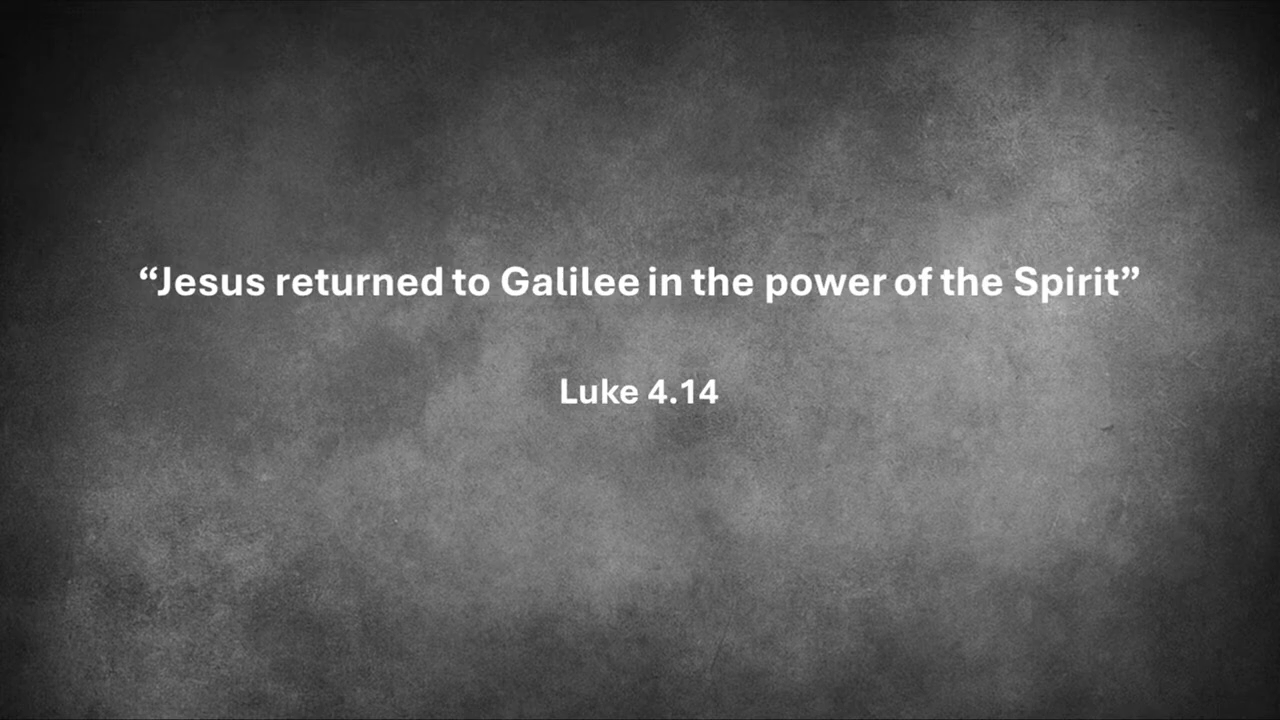 “Jesus returned to Galilee in the power of the Spirit”
Luke 4.14